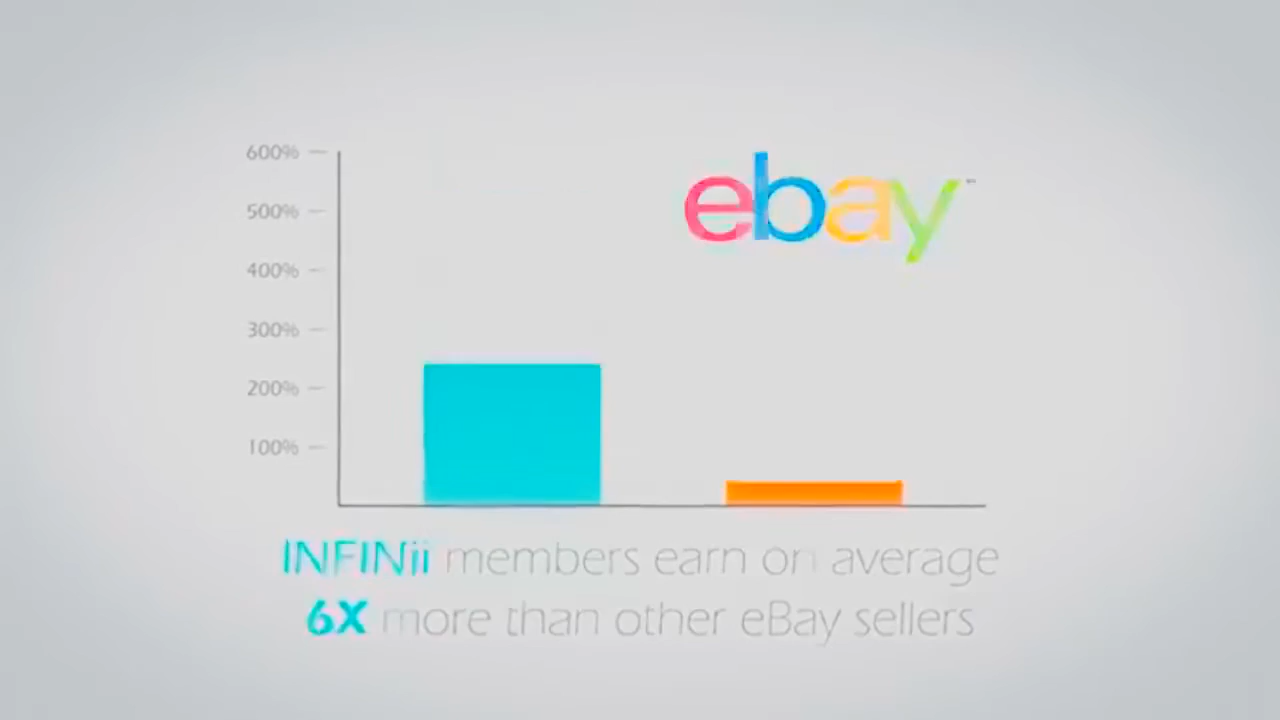 600%
ebay
500%
400%
300%
200%
100%
INFINii members earn on average
6X more than other eBay sellers